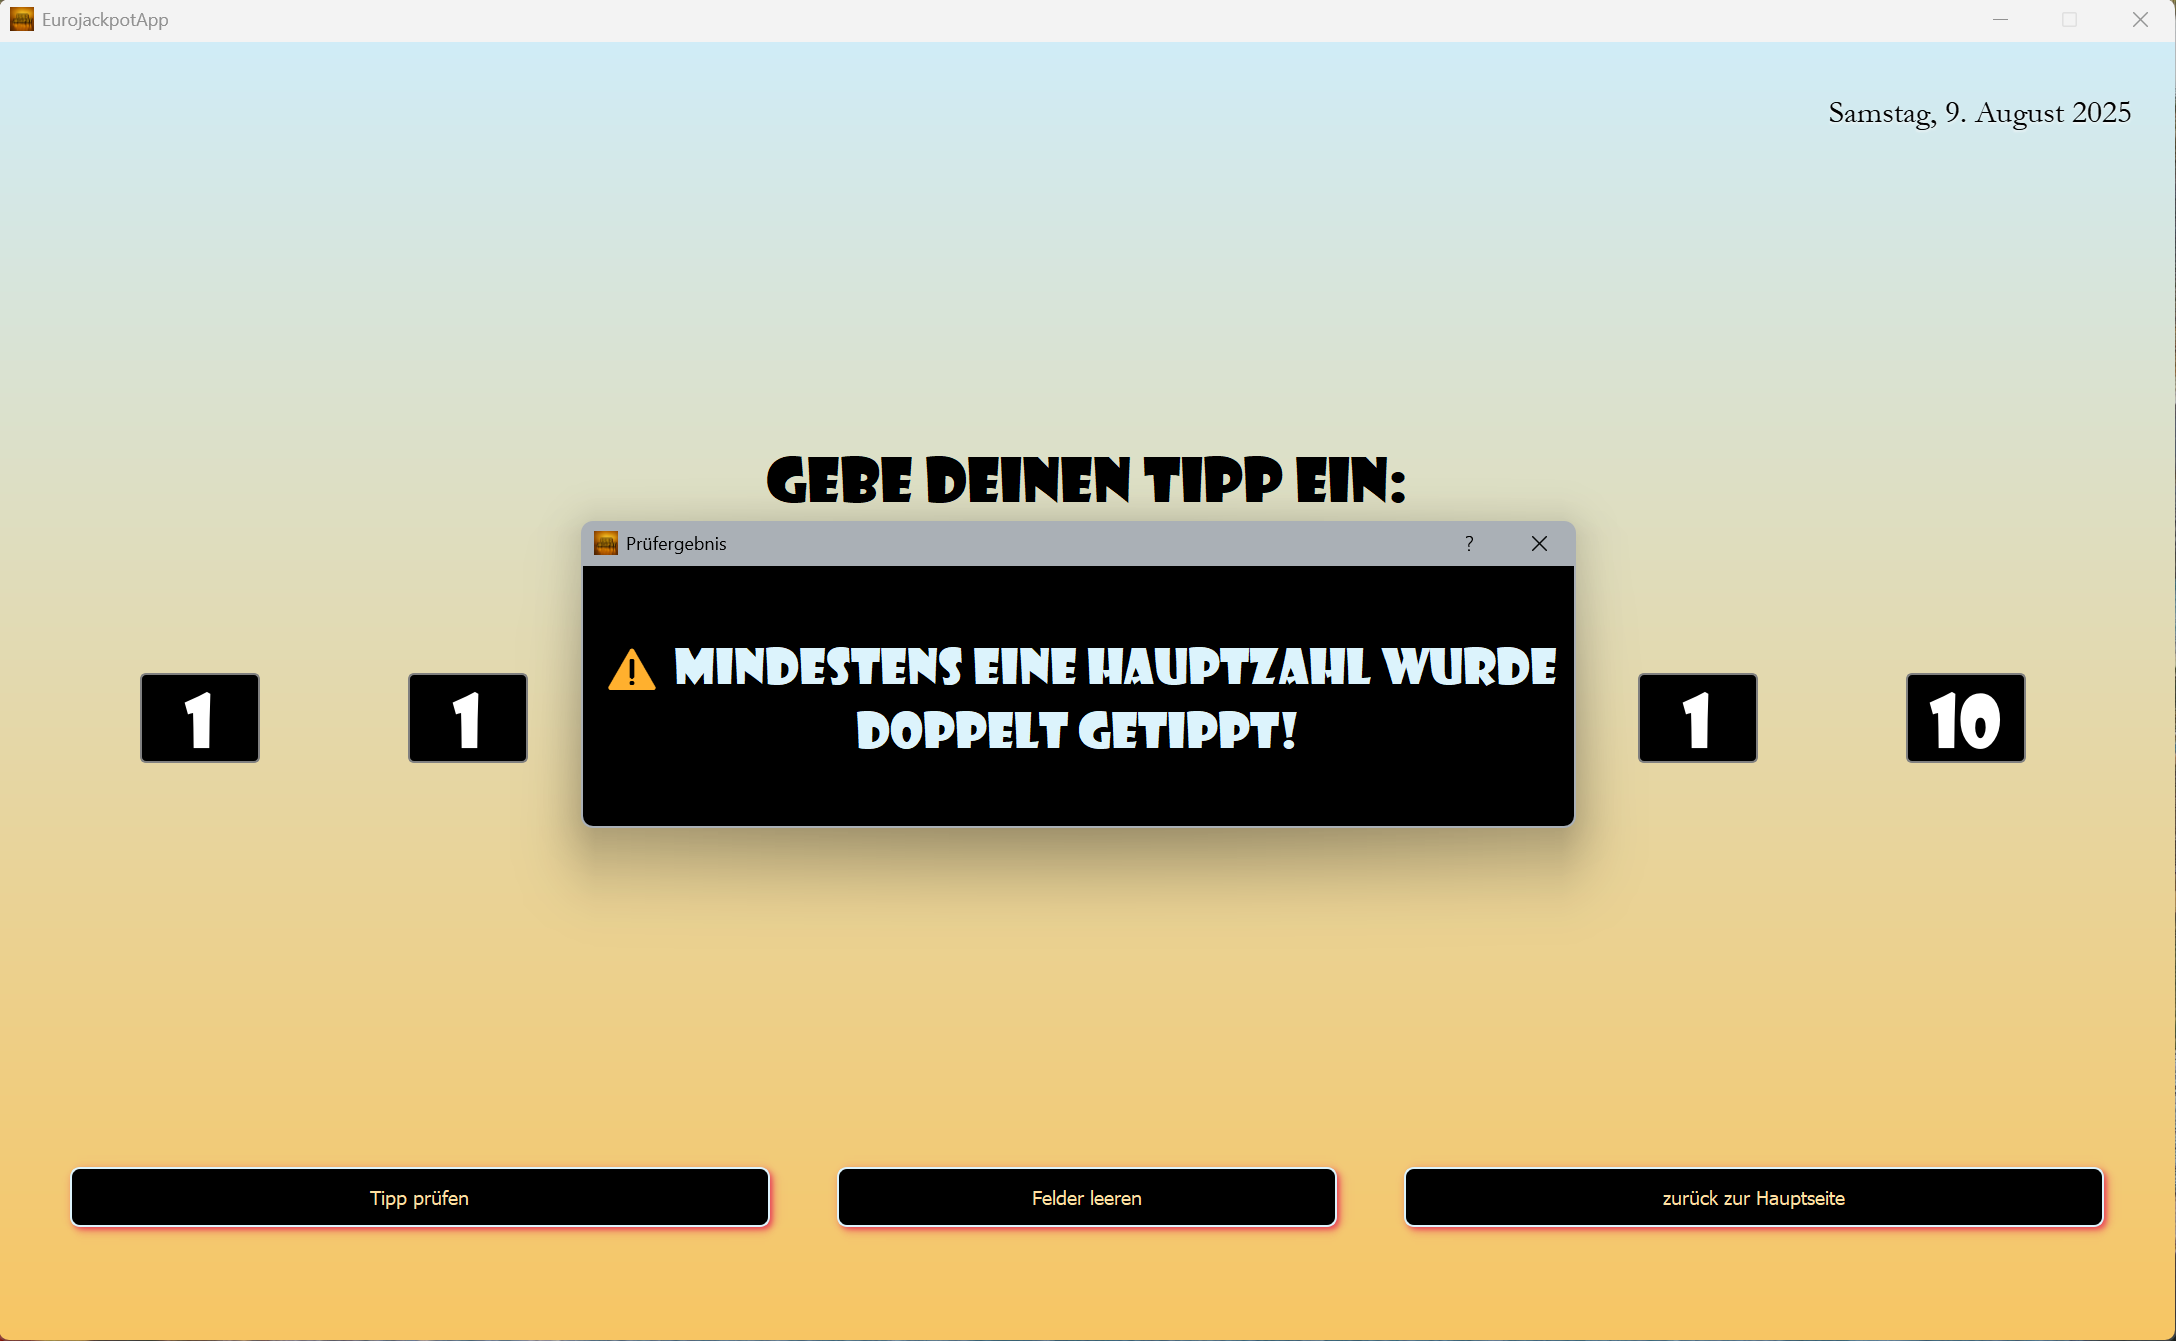 EurojackpotApp
Samstag, 9. August 2025
GEBE DEINEN TIPP EIN:
Prüfergebnis
?
MINDESTENS EINE HAUPTZAHL WURDE
DOPPELT GETIPPT!
1 1 1 10
Tipp prüfen Felder leeren zurück zur Hauptseite